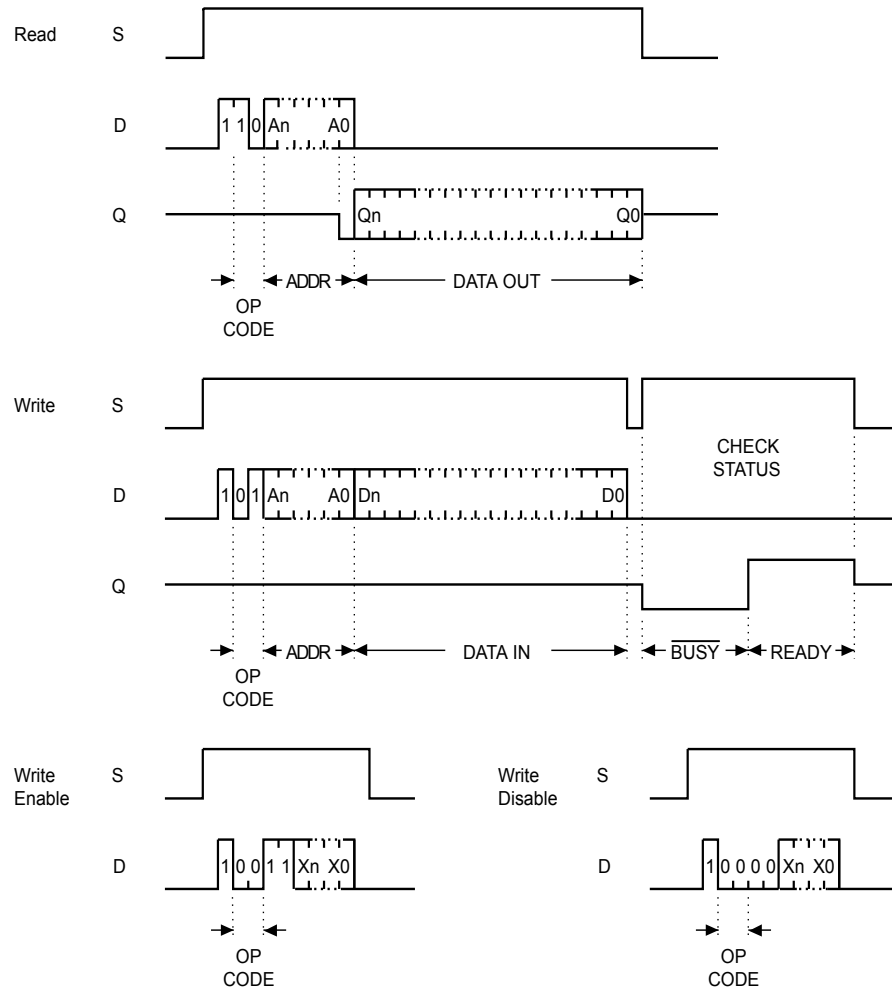 Read S
D 1 1 0 An A0
Q Qn Q0
ADDR DATA OUT
OP
CODE
Write S
CHECK
STATUS
D 1 0 1 An A0 Dn D0
Q
ADDR DATA IN BUSY READY
OP
CODE
Write
Enable
S
D 1 0 0 1 1 Xn X0
OP
CODE
Write
Disable
S
D 1 0 0 0 0 Xn X0
OP
CODE